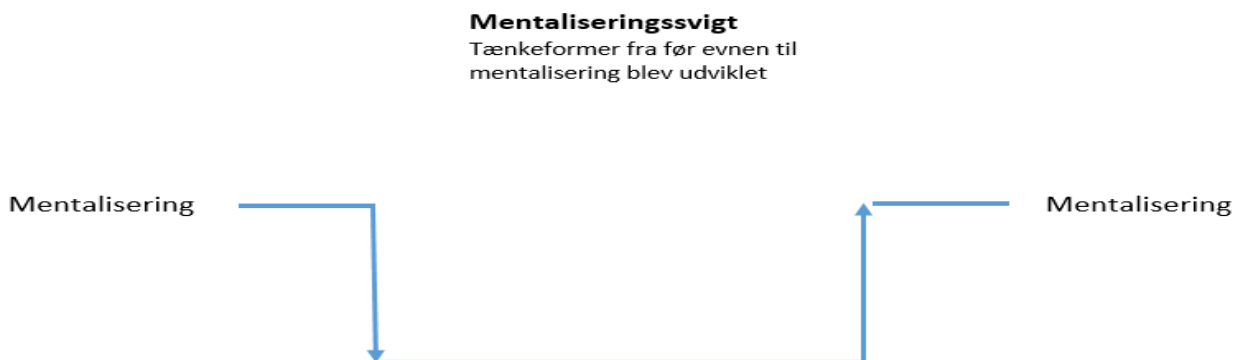 Mentaliseringssvigt
Tænkeformer fra før evnen til
mentalisering blev udviklet
Mentalisering
Mentalisering